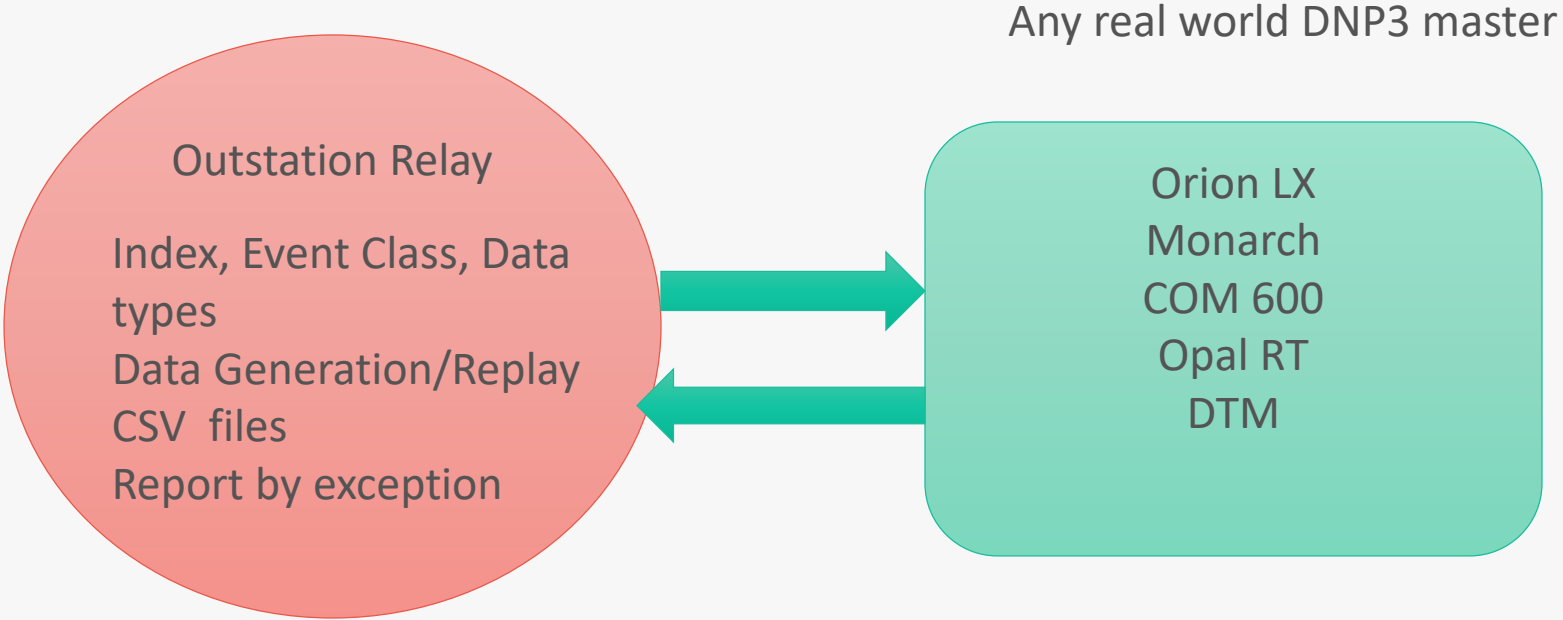 Any real world DNP3 master
Outstation Relay
Index, Event Class, Data
types
Data Generation/Replay
CSV files
Report by exception
Orion LX
Monarch
COM 600
Opal RT
DTM